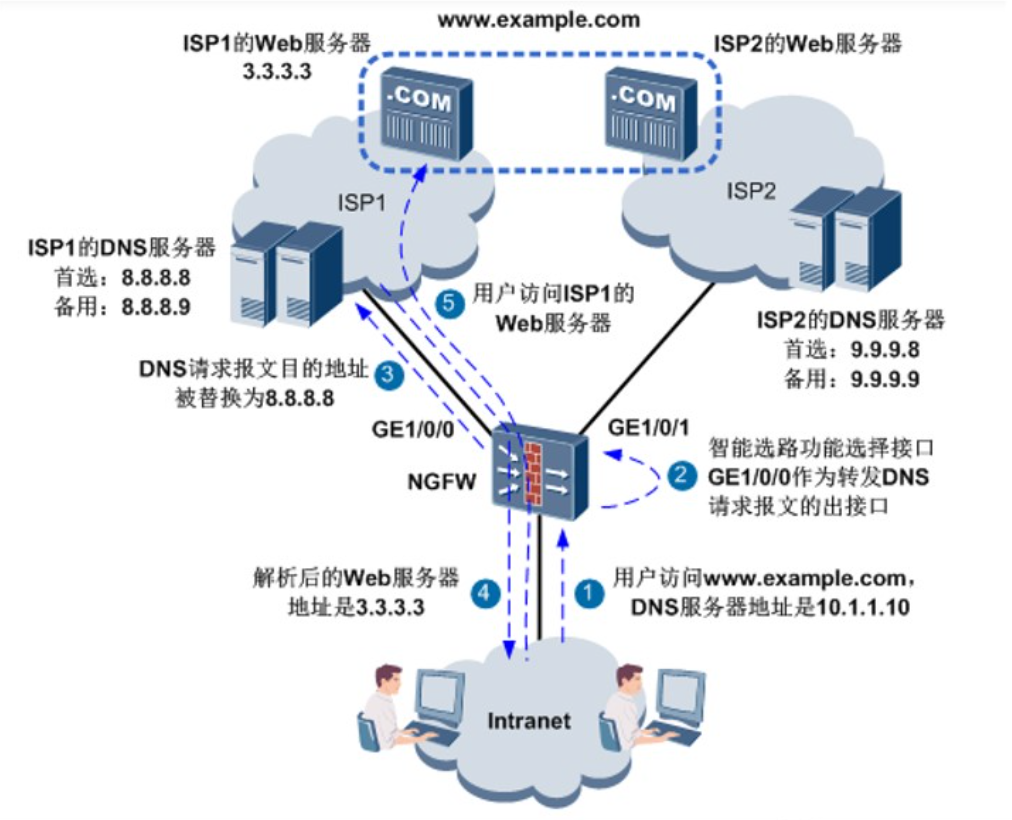 www.example.com
ISP1的Web服务器
3.3.3.3
ISP2的Web服务器
.COM
.COM
ISP1
ISP2
ISP1的DNS服务器
首选：8.8.8.8
备用：8.8.8.9
5
用户访问ISP1的
Web服务器
ISP2的DNS服务器
首选：9.9.9.8
备用：9.9.9.9
DNS请求报文目的地址
被替换为8.8.8.8
3
GE1/0/0
GE1/0/1
NGFW
2
智能选路功能选择接口
GE1/0/0作为转发DNS
请求报文的出接口
解析后的Web服务器
地址是3.3.3.3
4
1
用户访问www.example.com，
DNS服务器地址是10.1.1.10
Intranet